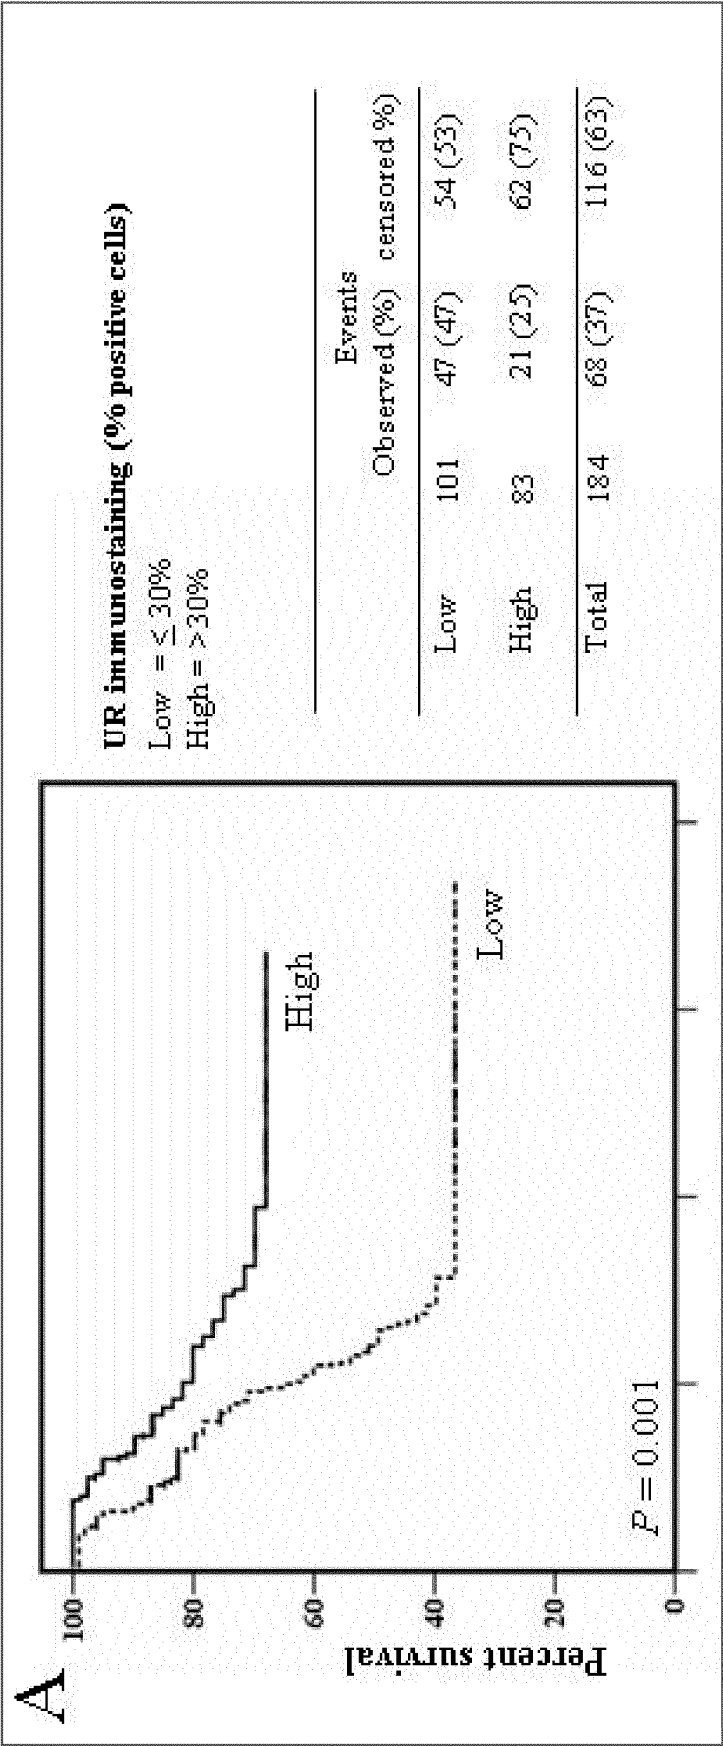 A
Percent survival
100
80
60
40
20
0
High
Low
P = 0.001
UR immunostaining (% positive cells)
Low = ≤ 30%
High = >30%
Events
Observed (%) censored %)
Low 101 47 (47) 54 (53)
High 83 21 (25) 62 (75)
Total 184 68 (37) 116 (63)